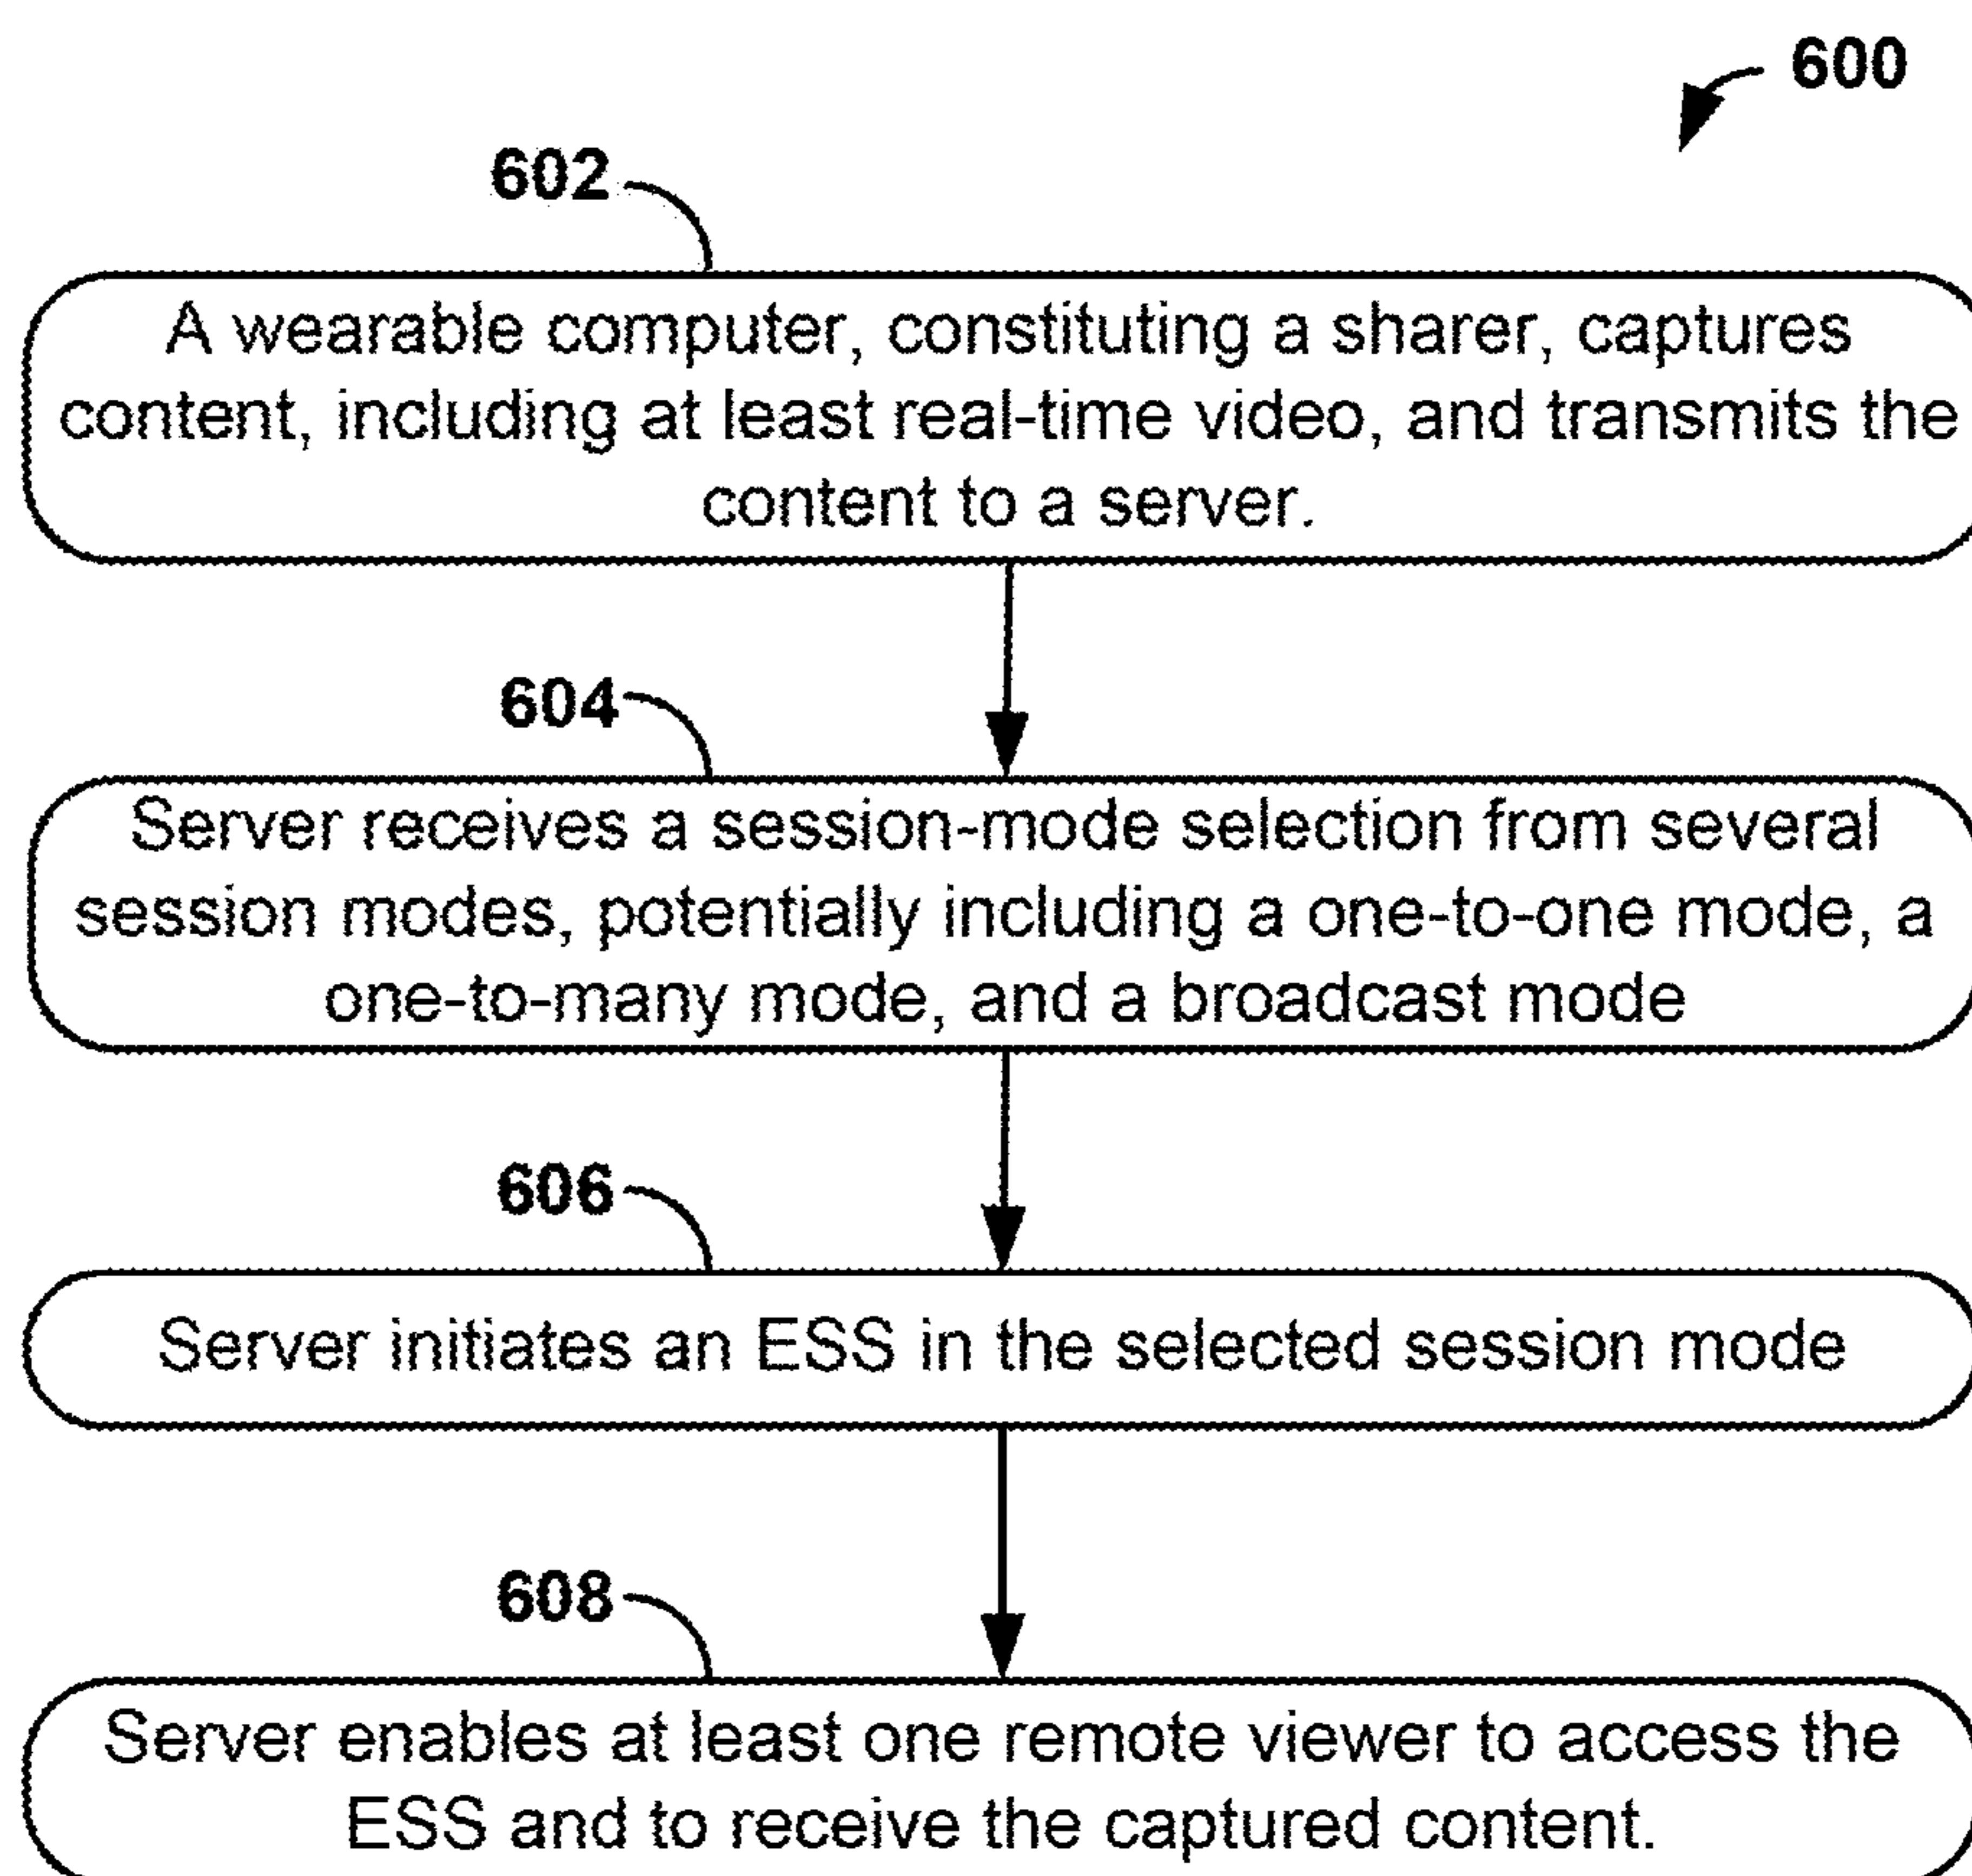 600
602
A wearable computer, constituting a sharer, captures
content, including at least real-time video, and transmits the
content to a server.
604
Server receives a session-mode selection from several
session modes, potentially including a one-to-one mode, a
one-to-many mode, and a broadcast mode
606
Server initiates an ESS in the selected session mode
608
Server enables at least one remote viewer to access the
ESS and to receive the captured content.